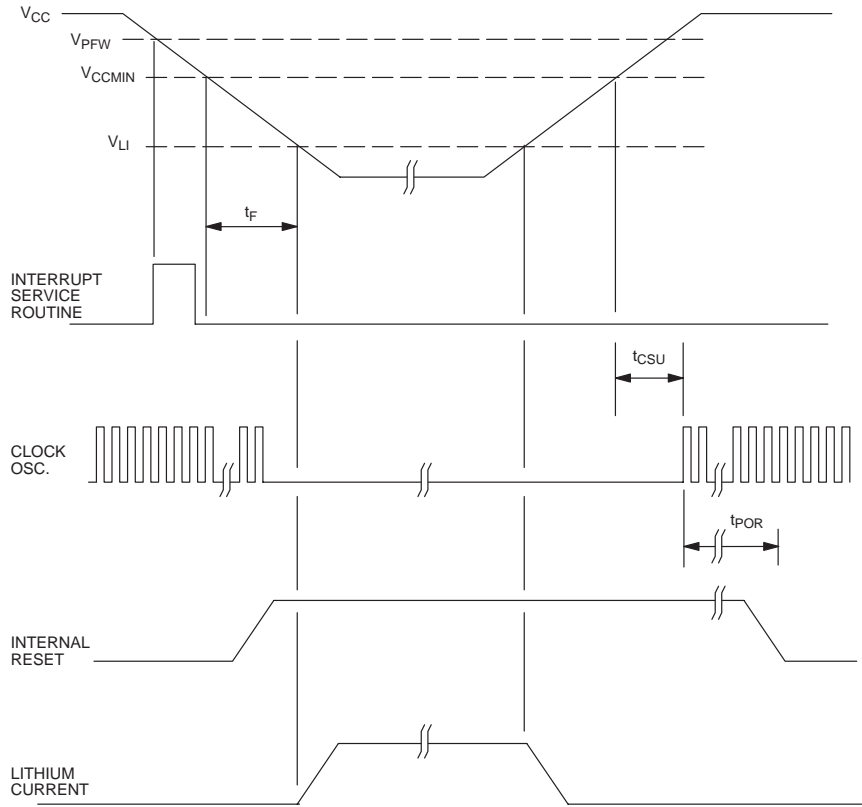 VCC
VPFW
VCCMIN
VLI
tF
INTERRUPT
SERVICE
ROUTINE
tCSU
CLOCK
OSC.
tPOR
INTERNAL
RESET
LITHIUM
CURRENT